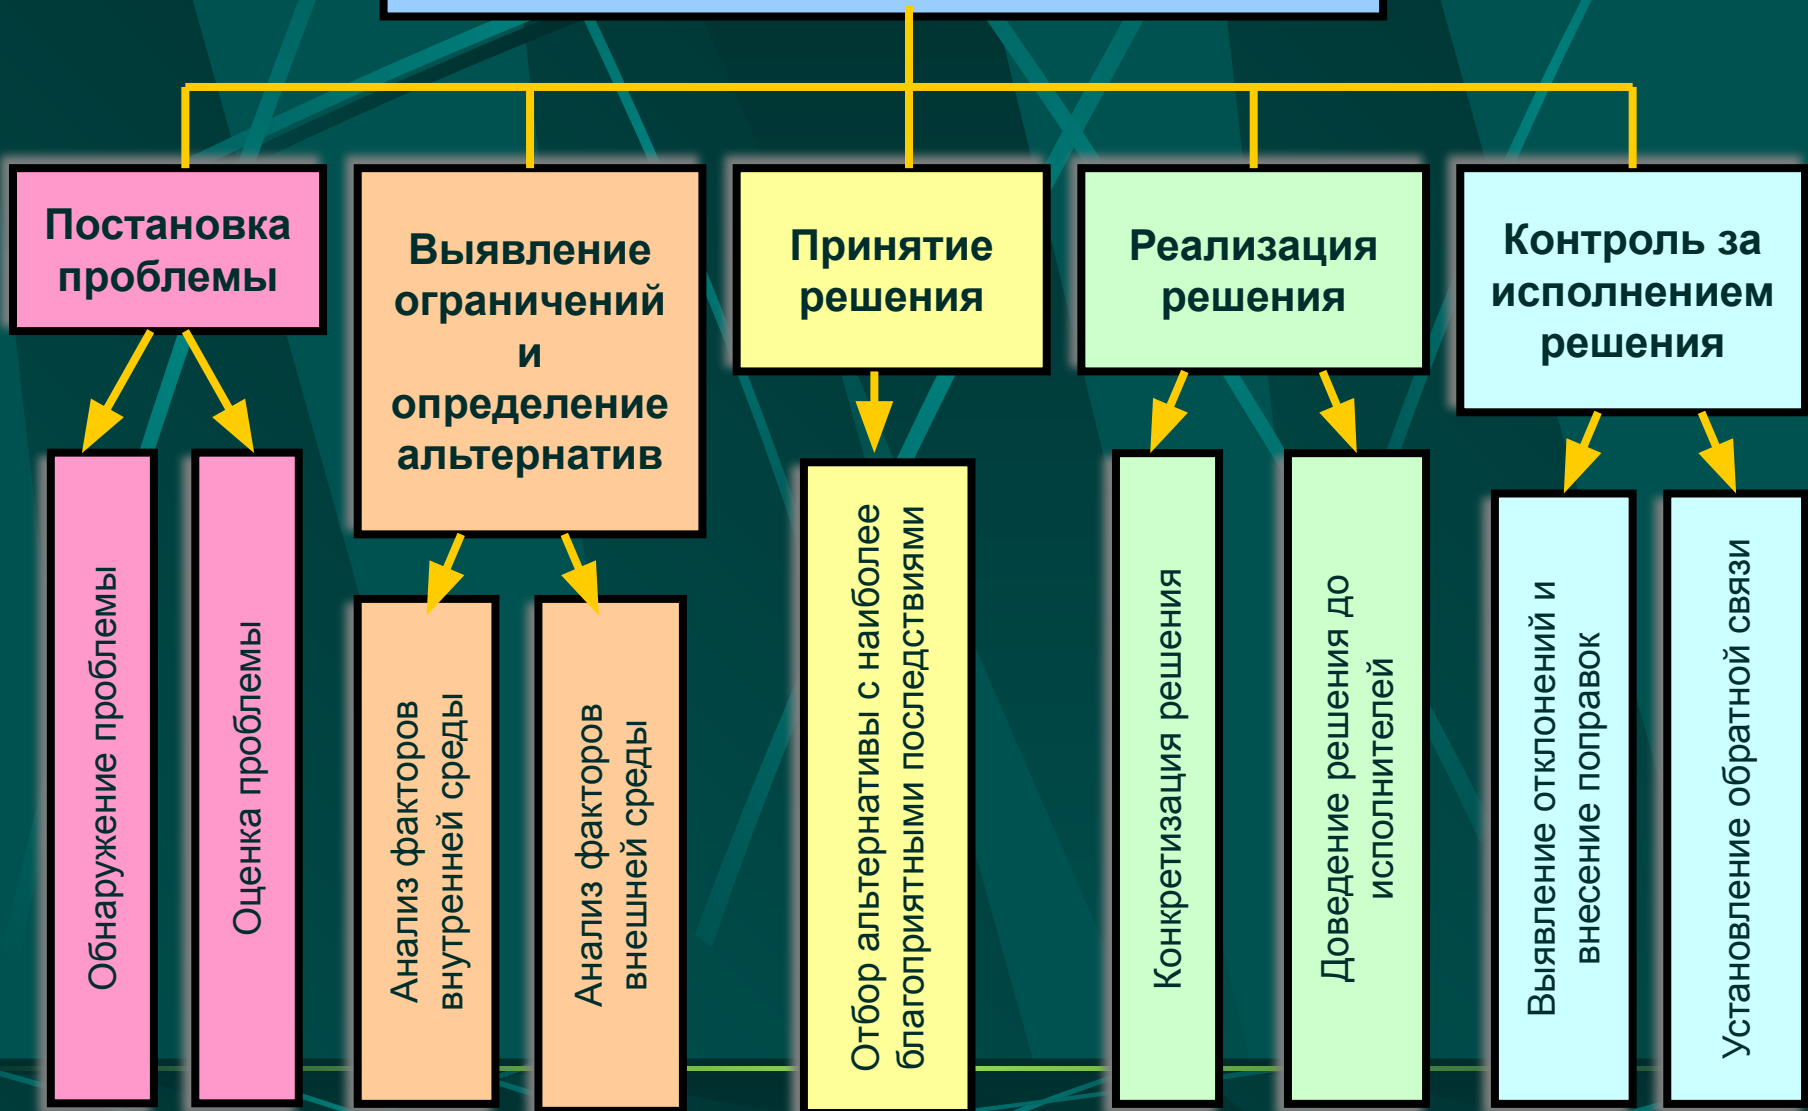 Постановка
проблемы
Выявление
ограничений
и
определение
альтернатив
Принятие
решения
Реализация
решения
Контроль за
исполнением
решения
Обнаружение проблемы
Оценка проблемы
Анализ факторов
внутренней среды
Анализ факторов
внешней среды
Отбор альтернативы с наиболее
благоприятными последствиями
Конкретизация решения
Доведение решения до
исполнителей
Выявление отклонений и
внесение поправок
Установление обратной связи